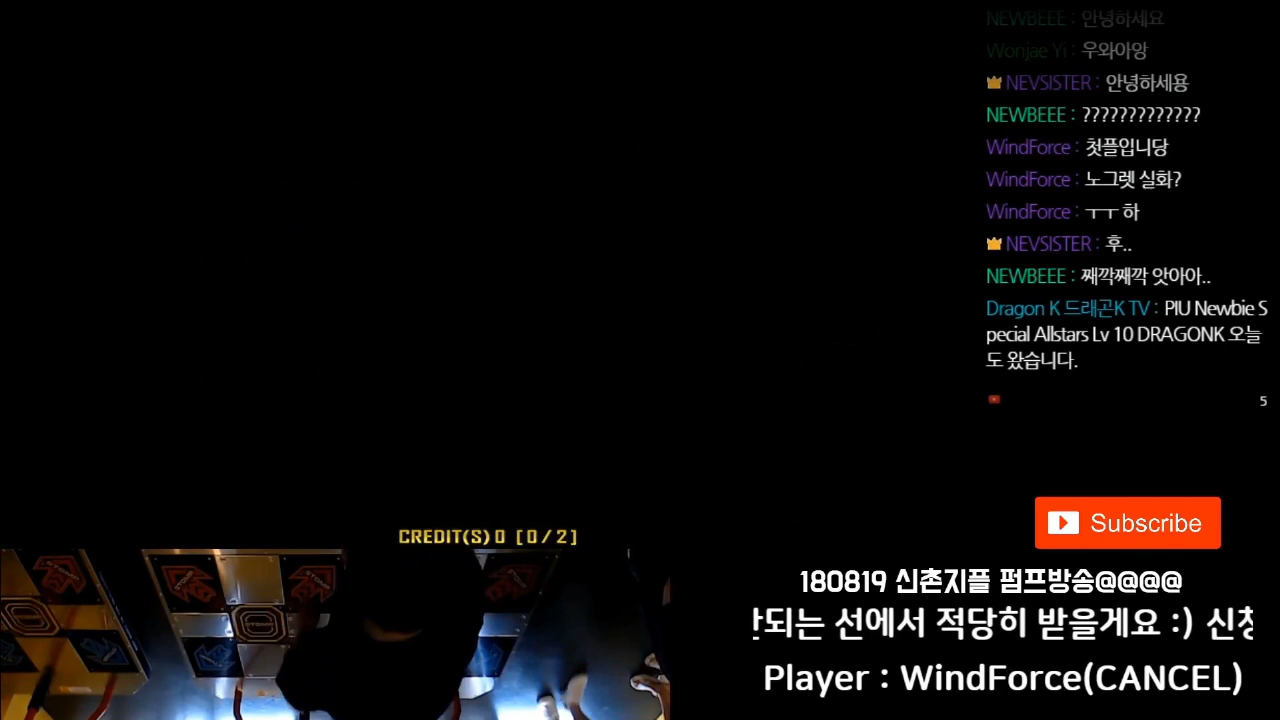 NEWBEEE : 안녕하세요
Wonjae Yi : 우와아앙
NEVSISTER : 안녕하세용
NEWBEEE : ?????????????
WindForce : 첫플입니당
WindForce : 노그렛 실화?
WindForce : ㅜㅜ 하
NEVSISTER : 후..
NEWBEEE : 째깍째깍 앗아아..
Dragon K 드래곤K TV : PIU Newbie S
pecial Allstars Lv 10 DRAGONK 오늘
도 왔습니다.
5
CREDIT(S) 0 [0/2]
Subscribe
180819 신촌지플 펌프방송@@@@
되는 선에서 적당히 받을게요 :) 신청
Player : WindForce(CANCEL)